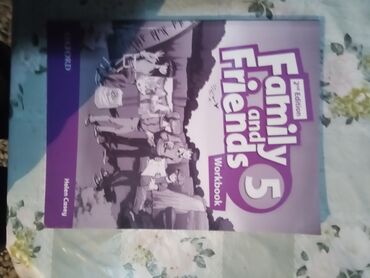 OXFORD
2nd Edition
Family
and
Friends
5
Workbook
Helen Casey